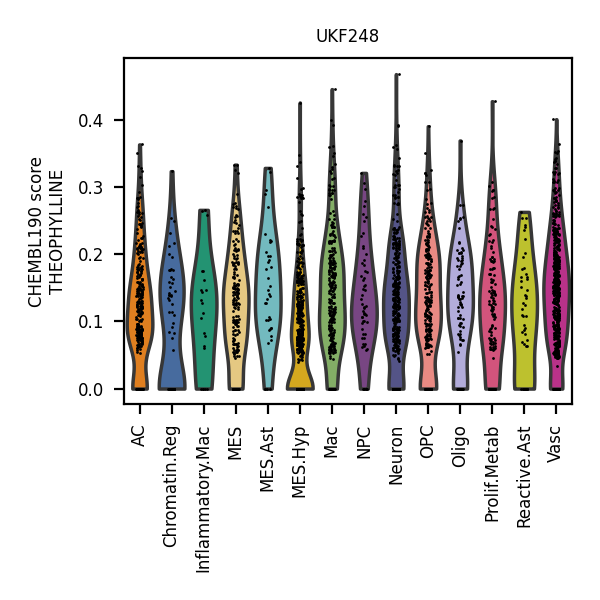 UKF248
CHEMBL190 score
THEOPHYLLINE
0.4
0.3
0.2
0.1
0.0
AC
Chromatin.Reg
Inflammatory.Mac
MES
MES.Ast
MES.Hyp
Mac
NPC
Neuron
OPC
Oligo
Prolif.Metab
Reactive.Ast
Vasc